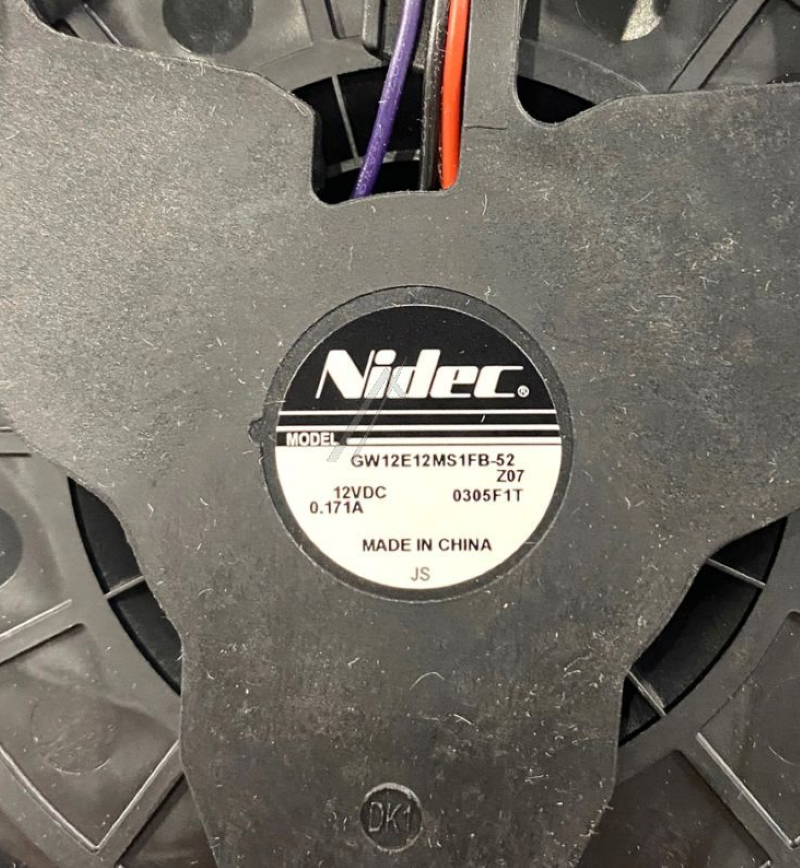 Nidec®
MODEL
GW12E12MS1FB-52
Z07
12VDC 0305F1T
0.171A
MADE IN CHINA
JS
DK1